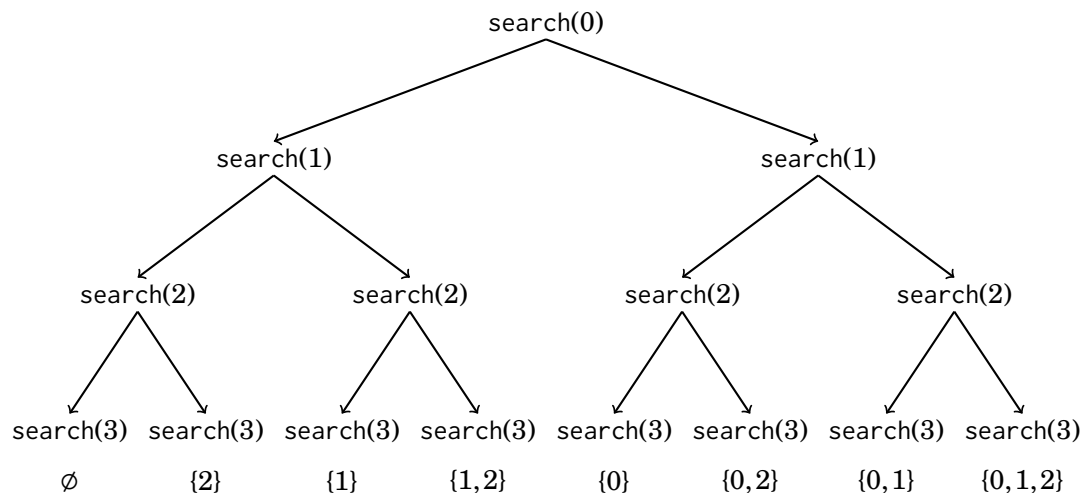 search(0)
search(1) search(1)
search(2) search(2) search(2) search(2)
search(3) search(3) search(3) search(3) search(3) search(3) search(3) search(3)
∅ {2} {1} {1,2} {0} {0,2} {0,1} {0,1,2}